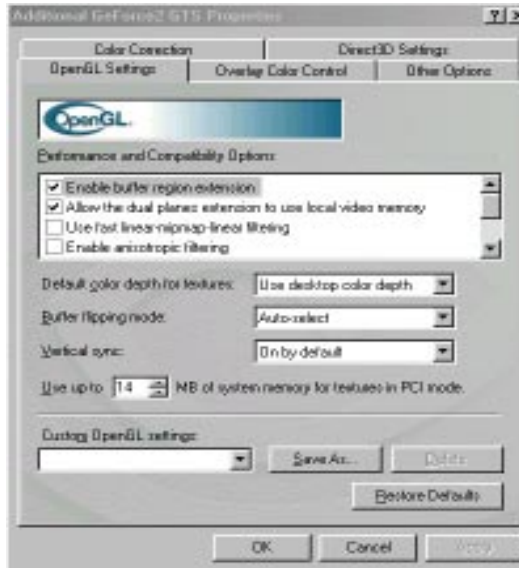 Additional GeForce2 GTS Properties
Color Correction
Direct3D Settings
OpenGL Settings
Overlay Color Control
Other Options
OpenGL.
Performance and Compatibility Options:
Enable buffer region extension
Allow the dual planes extension to use local video memory
Use fast linear-mipmap-linear filtering
Enable anisotropic filtering
Default color depth for textures: Use desktop color depth
Buffer flipping mode: Auto-select
Vertical sync: On by default
Use up to 14 MB of system memory for textures in PCI mode.
Custom OpenGL settings:
Save As...
Delete
Restore Defaults
OK
Cancel
Apply